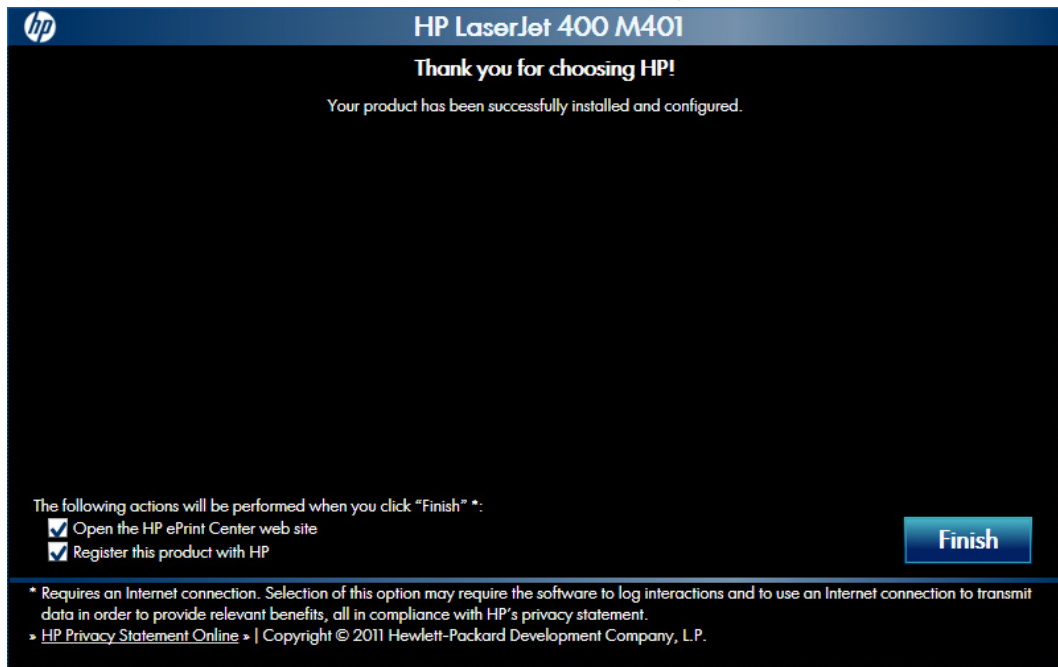 hp
HP LaserJet 400 M401
Thank you for choosing HP!
Your product has been successfully installed and configured.
The following actions will be performed when you click “Finish” *:
Open the HP ePrint Center web site
Register this product with HP
Finish
* Requires an Internet connection. Selection of this option may require the software to log interactions and to use an Internet connection to transmit
data in order to provide relevant benefits, all in compliance with HP’s privacy statement.
» HP Privacy Statement Online » | Copyright © 2011 Hewlett-Packard Development Company, L.P.